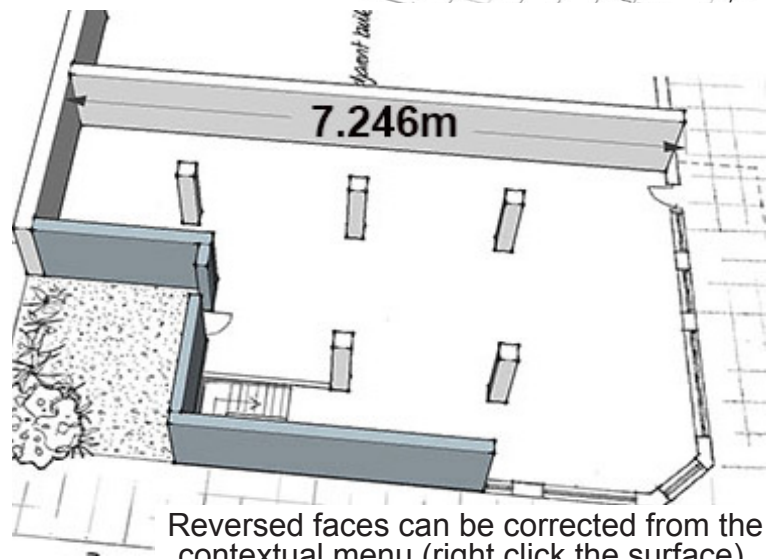 7.246m
Reversed faces can be corrected from the
contextual menu (right click the surface)